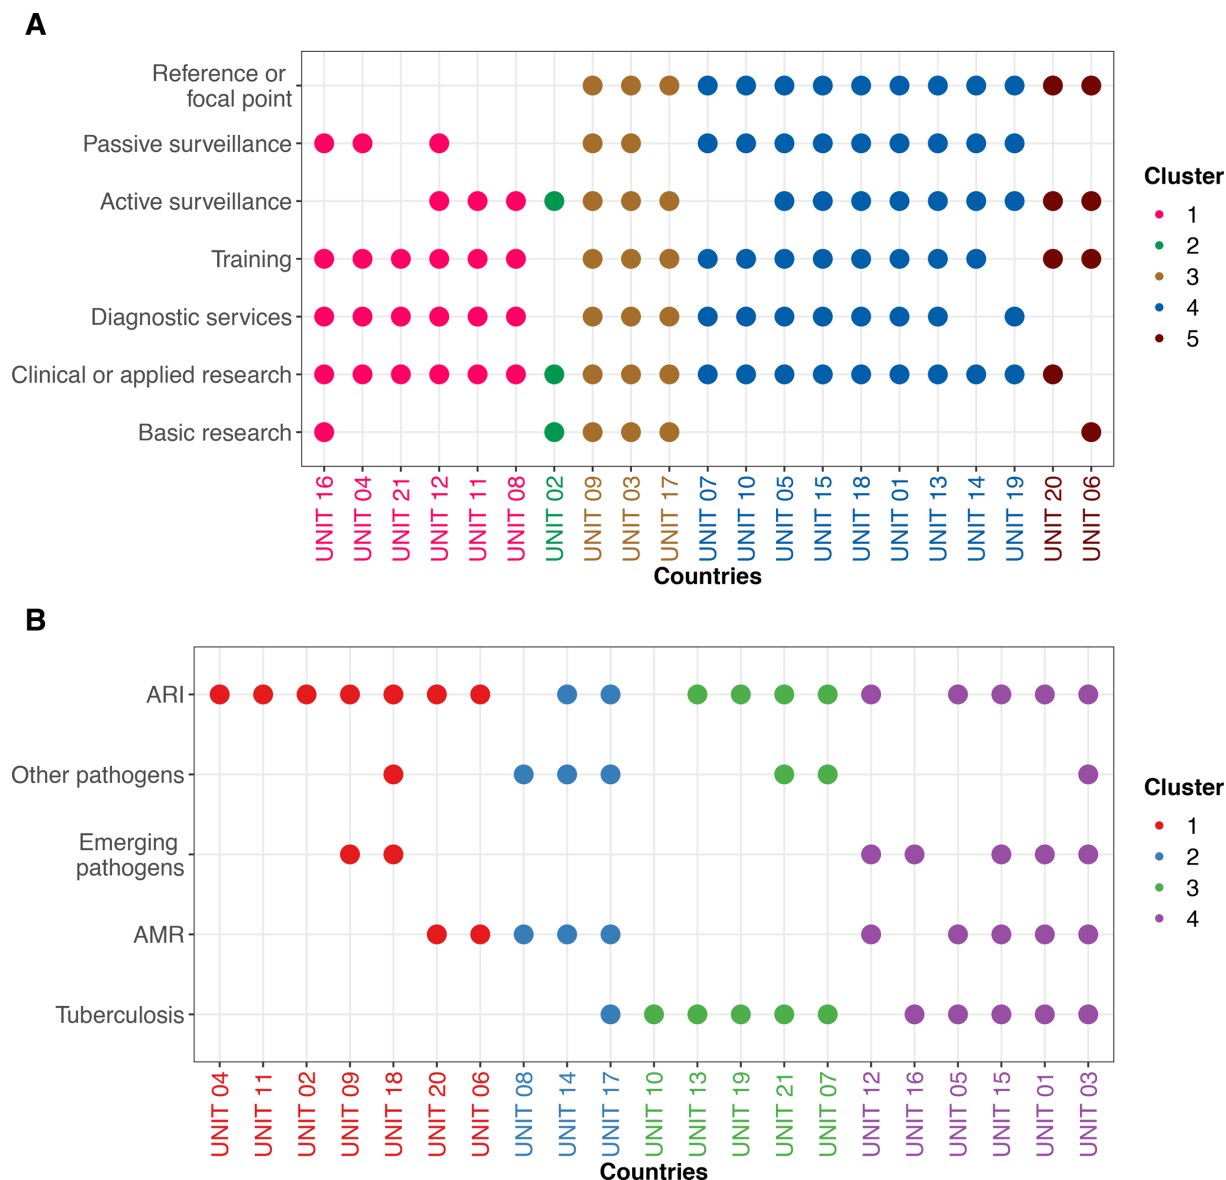 A
Reference or
focal point
Passive surveillance
Active surveillance
Training
Diagnostic services
Clinical or applied research
Basic research
UNIT 16
UNIT 04
UNIT 21
UNIT 12
UNIT 11
UNIT 08
UNIT 02
UNIT 09
UNIT 03
UNIT 17
UNIT 07
UNIT 10
UNIT 05
UNIT 15
UNIT 18
UNIT 01
UNIT 13
UNIT 14
UNIT 19
UNIT 20
UNIT 06
Countries
Cluster
1
2
3
4
5
B
ARI
Other pathogens
Emerging
pathogens
AMR
Tuberculosis
UNIT 04
UNIT 11
UNIT 02
UNIT 09
UNIT 18
UNIT 20
UNIT 06
UNIT 08
UNIT 14
UNIT 17
UNIT 10
UNIT 13
UNIT 19
UNIT 21
UNIT 07
UNIT 12
UNIT 16
UNIT 05
UNIT 15
UNIT 01
UNIT 03
Countries
Cluster
1
2
3
4